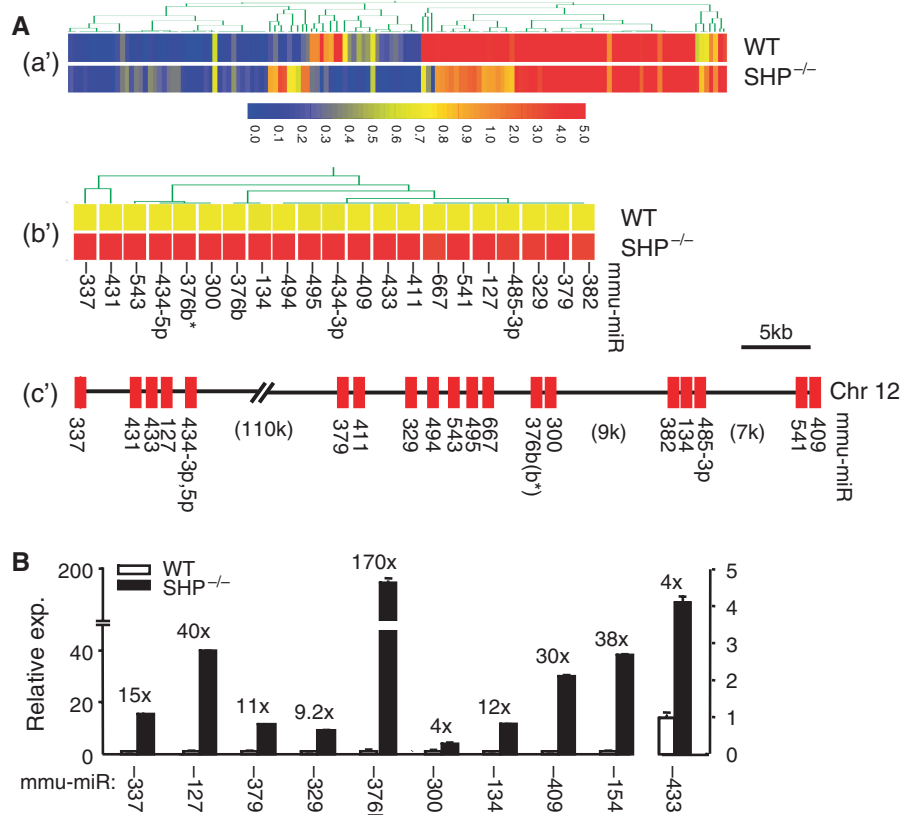 A
(a')
WT
SHP−/−
0.0 0.1 0.2 0.3 0.4 0.5 0.6 0.7 0.8 0.9 1.0 2.0 3.0 4.0 5.0
(b')
WT
SHP−/−
−337 −431 −543 −434-5p −376b* −300 −376b −134 −494 −495 −434-3p −409 −433 −411 −667 −541 −127 −485-3p −329 −379 −382 mmu-miR
5kb
(c')
Chr 12
337 431 433 127 434-3p,5p (110k) 379 411 329 494 543 495 667 376b(b*) 300 (9k) 382 134 485-3p (7k) 541 409 mmu-miR
B
WT
SHP−/−
Relative exp.
200
40
20
0
15x 40x 11x 9.2x 170x 4x 12x 30x 38x 4x
5
4
3
2
1
0
mmu-miR: −337 −127 −379 −329 −376 −300 −134 −409 −154 −433